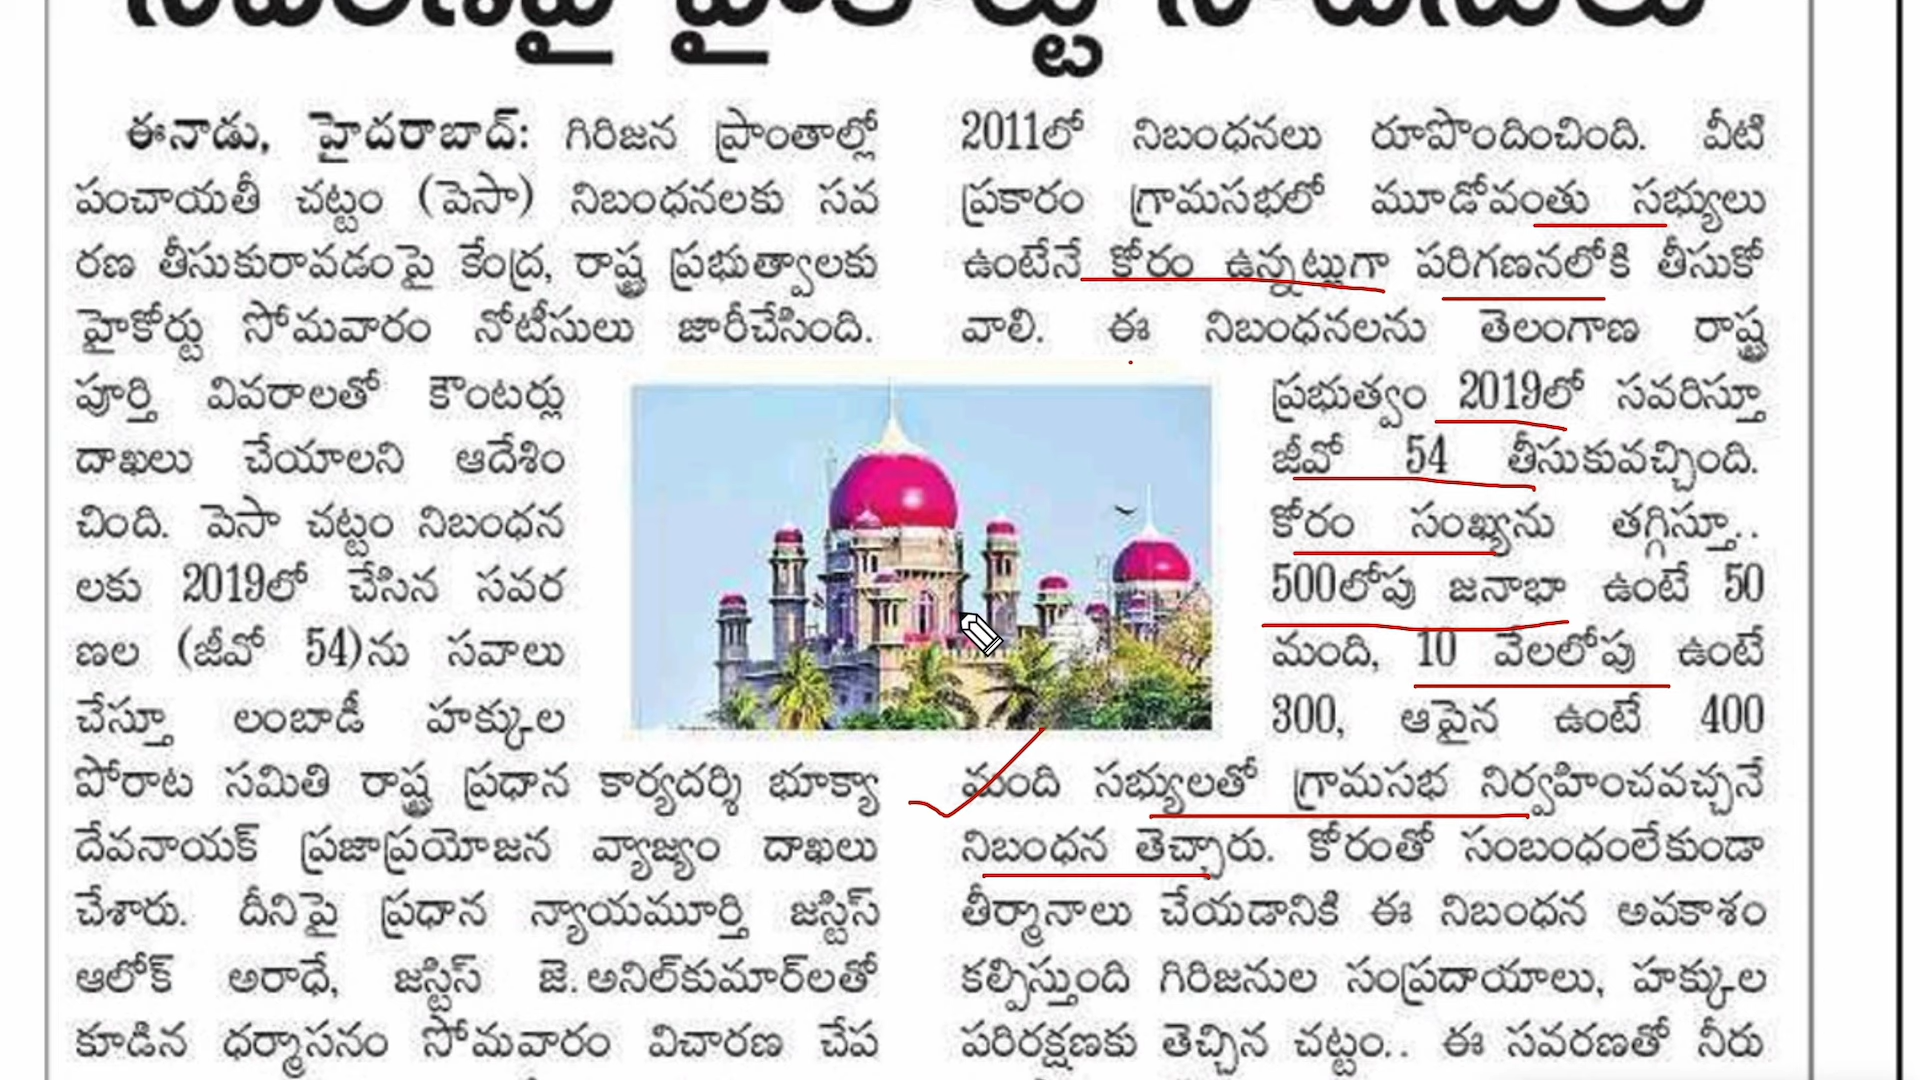 సవరణపై హైకోర్టు నోటీసులు
ఈనాడు, హైదరాబాద్: గిరిజన ప్రాంతాల్లో
పంచాయతీ చట్టం (పెసా) నిబంధనలకు సవ
రణ తీసుకురావడంపై కేంద్ర, రాష్ట్ర ప్రభుత్వాలకు
హైకోర్టు సోమవారం నోటీసులు జారీచేసింది.
పూర్తి వివరాలతో కౌంటర్లు
దాఖలు చేయాలని ఆదేశిం
చింది. పెసా చట్టం నిబంధన
లకు 2019లో చేసిన సవర
ణల (జీవో 54)ను సవాలు
చేస్తూ లంబాడీ హక్కుల
పోరాట సమితి రాష్ట్ర ప్రధాన కార్యదర్శి భూక్యా
దేవనాయక్ ప్రజాప్రయోజన వ్యాజ్యం దాఖలు
చేశారు. దీనిపై ప్రధాన న్యాయమూర్తి జస్టిస్
ఆలోక్ అరాధే, జస్టిస్ జె.అనిల్‌కుమార్‌లతో
కూడిన ధర్మాసనం సోమవారం విచారణ చేప
2011లో నిబంధనలు రూపొందించింది. వీటి
ప్రకారం గ్రామసభలో మూడోవంతు సభ్యులు
ఉంటేనే కోరం ఉన్నట్లుగా పరిగణనలోకి తీసుకో
వాలి. ఈ నిబంధనలను తెలంగాణ రాష్ట్ర
ప్రభుత్వం 2019లో సవరిస్తూ
జీవో 54 తీసుకువచ్చింది.
కోరం సంఖ్యను తగ్గిస్తూ..
500లోపు జనాభా ఉంటే 50
మంది, 10 వేలలోపు ఉంటే
300, ఆపైన ఉంటే 400
మంది సభ్యులతో గ్రామసభ నిర్వహించవచ్చనే
నిబంధన తెచ్చారు. కోరంతో సంబంధంలేకుండా
తీర్మానాలు చేయడానికి ఈ నిబంధన అవకాశం
కల్పిస్తుంది గిరిజనుల సంప్రదాయాలు, హక్కుల
పరిరక్షణకు తెచ్చిన చట్టం.. ఈ సవరణతో నీరు